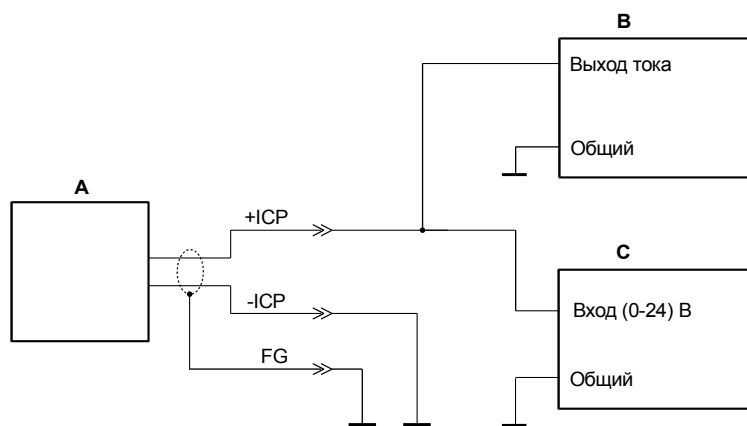 B
Выход тока
Общий
A
+ICP
C
-ICP
Вход (0-24) В
FG
Общий